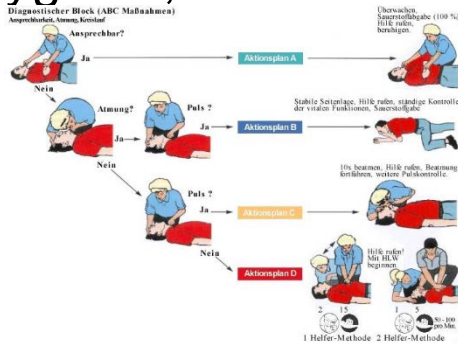 Diagnostischer Block (ABC Maßnahmen)
Ansprechbarkeit, Atmung, Kreislauf
Ansprechbar?
Ja
Aktionsplan A
Überwachen,
Sauerstoffabgabe (100 %)
Hilfe rufen,
beruhigen.
Nein
Atmung?
Ja
Puls ?
Ja
Aktionsplan B
Stabile Seitenlage, Hilfe rufen, ständige Kontrolle
der vitalen Funktionen, Sauerstoffgabe
Nein
Puls ?
Ja
Aktionsplan C
10x beatmen, Hilfe rufen, Beatmung
fortführen, weitere Pulskontrolle.
Nein
Aktionsplan D
Hilfe rufen!
Mit HLW
beginnen.
2 15
1 5
50 - 100
pro Min.
1 Helfer-Methode 2 Helfer-Methode